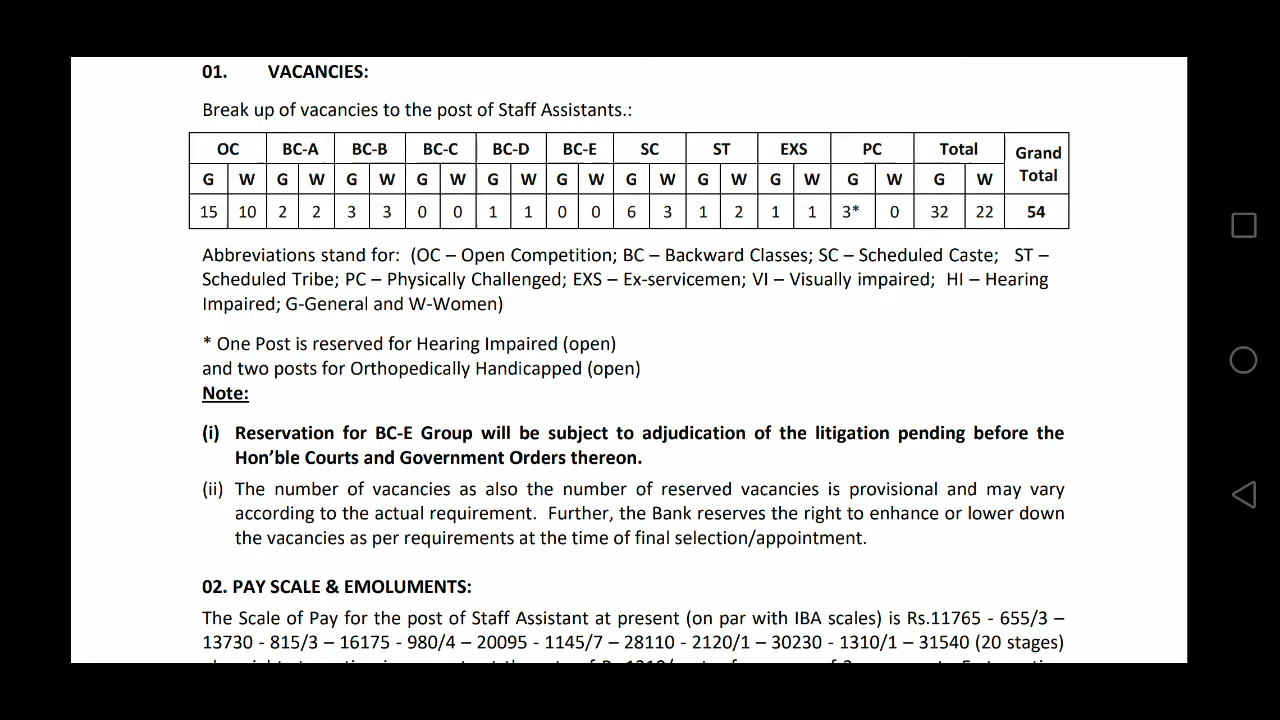 01. VACANCIES:
Break up of vacancies to the post of Staff Assistants.:
OC BC-A BC-B BC-C BC-D BC-E SC ST EXS PC Total Grand Total
G W G W G W G W G W G W G W G W G W G W G W
15 10 2 2 3 3 0 0 1 1 0 0 6 3 1 2 1 1 3* 0 32 22 54
Abbreviations stand for: (OC – Open Competition; BC – Backward Classes; SC – Scheduled Caste; ST –
Scheduled Tribe; PC – Physically Challenged; EXS – Ex-servicemen; VI – Visually impaired; HI – Hearing
Impaired; G-General and W-Women)
* One Post is reserved for Hearing Impaired (open)
and two posts for Orthopedically Handicapped (open)
Note:
(i) Reservation for BC-E Group will be subject to adjudication of the litigation pending before the
Hon’ble Courts and Government Orders thereon.
(ii) The number of vacancies as also the number of reserved vacancies is provisional and may vary
according to the actual requirement. Further, the Bank reserves the right to enhance or lower down
the vacancies as per requirements at the time of final selection/appointment.
02. PAY SCALE & EMOLUMENTS:
The Scale of Pay for the post of Staff Assistant at present (on par with IBA scales) is Rs.11765 - 655/3 –
13730 - 815/3 – 16175 - 980/4 – 20095 - 1145/7 – 28110 - 2120/1 – 30230 - 1310/1 – 31540 (20 stages)